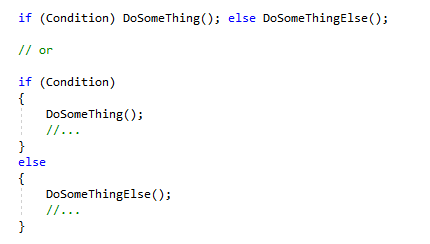 if (Condition) DoSomeThing(); else DoSomeThingElse();
// or
if (Condition)
{
DoSomeThing();
//...
}
else
{
DoSomeThingElse();
//...
}